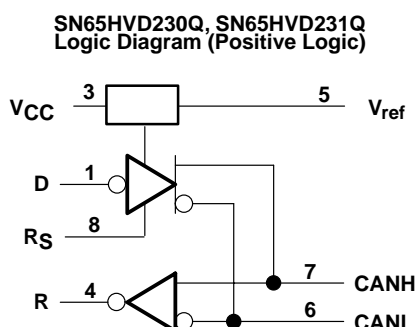 SN65HVD230Q, SN65HVD231Q
Logic Diagram (Positive Logic)
VCC 3 5 Vref
D 1
RS 8
7 CANH
R 4
6 CANL